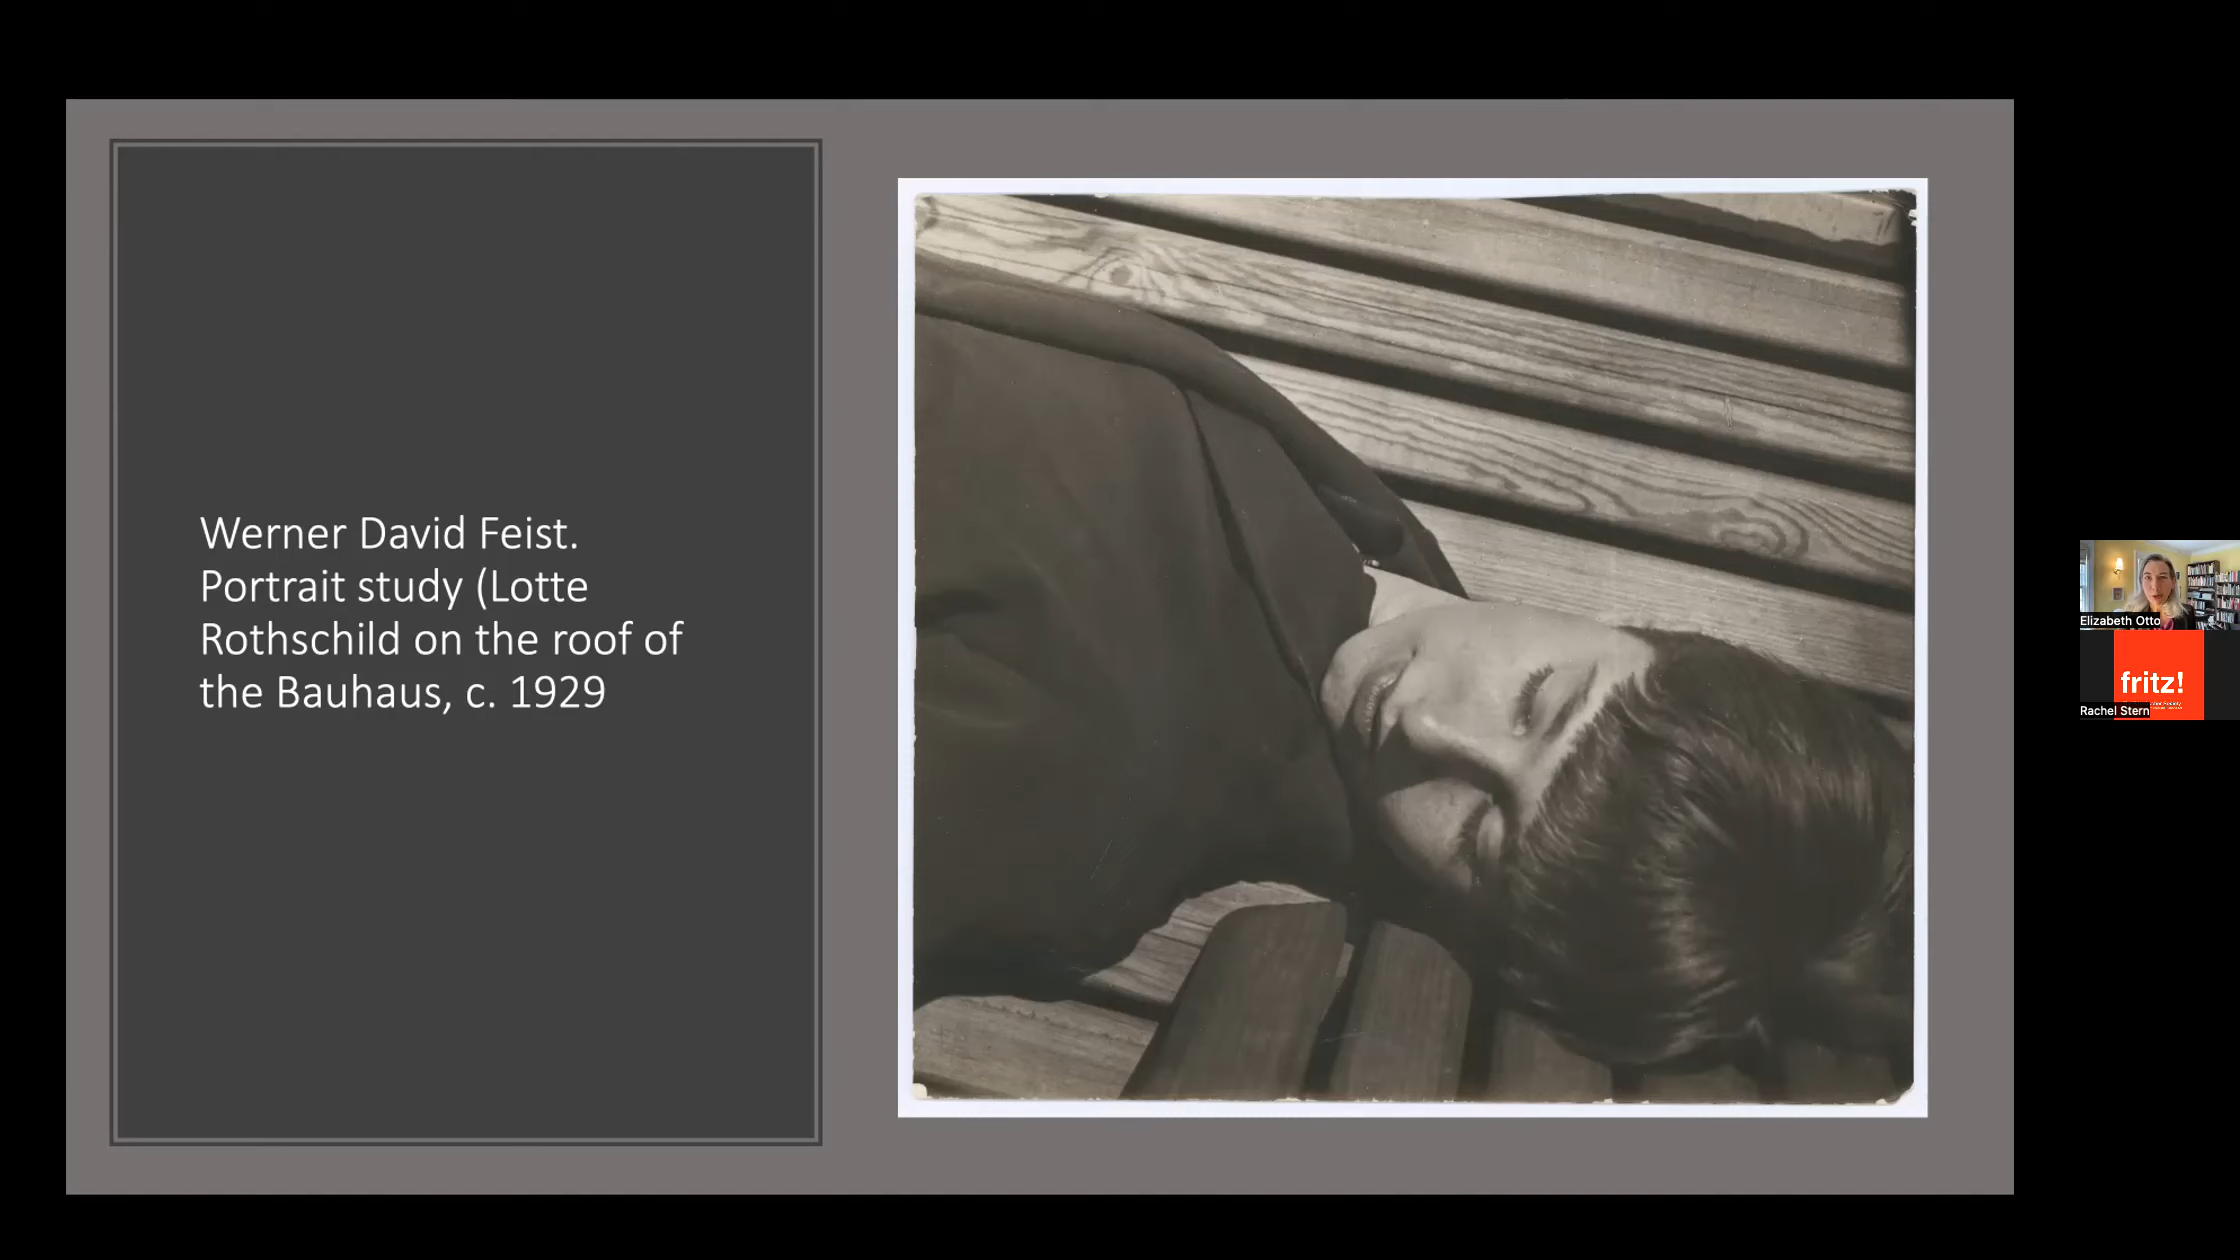 Werner David Feist.
Portrait study (Lotte
Rothschild on the roof of
the Bauhaus, c. 1929
Elizabeth Otto
fritz!
Rachel Stern